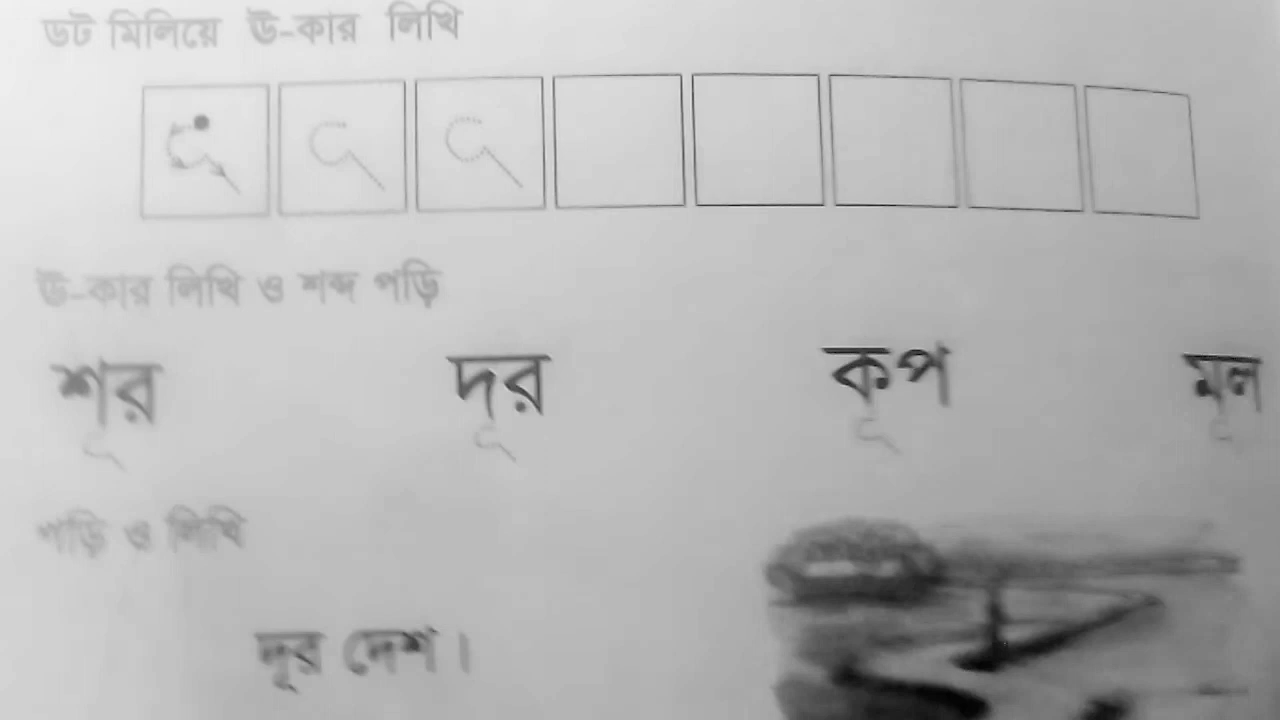 ডট মিলিয়ে ঊ-কার লিখি
ঊ-কার লিখি ও শব্দ পড়ি
শূর দূর কূপ মূল
পড়ি ও লিখি
দূর দেশ।